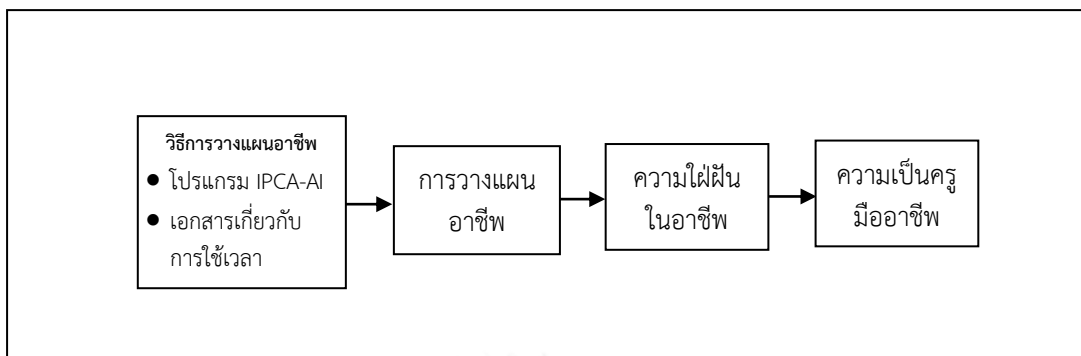 วิธีการวางแผนอาชีพ
● โปรแกรม IPCA-AI
● เอกสารเกี่ยวกับ
การใช้เวลา
การวางแผน
อาชีพ
ความใฝ่ฝัน
ในอาชีพ
ความเป็นครู
มืออาชีพ